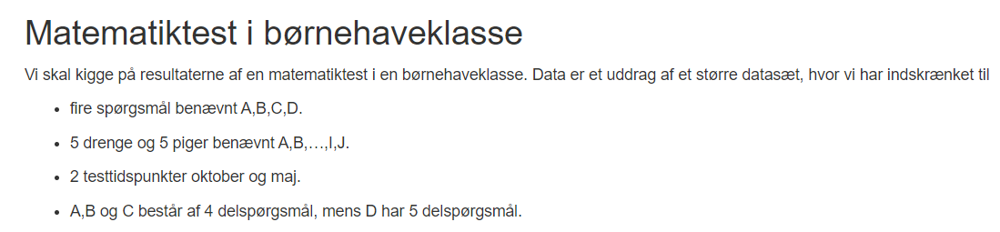 Matematiktest i børnehaveklasse
Vi skal kigge på resultaterne af en matematiktest i en børnehaveklasse. Data er et uddrag af et større datasæt, hvor vi har indskrænket til
• fire spørgsmål benævnt A,B,C,D.
• 5 drenge og 5 piger benævnt A,B,…,I,J.
• 2 testtidspunkter oktober og maj.
• A,B og C består af 4 delspørgsmål, mens D har 5 delspørgsmål.